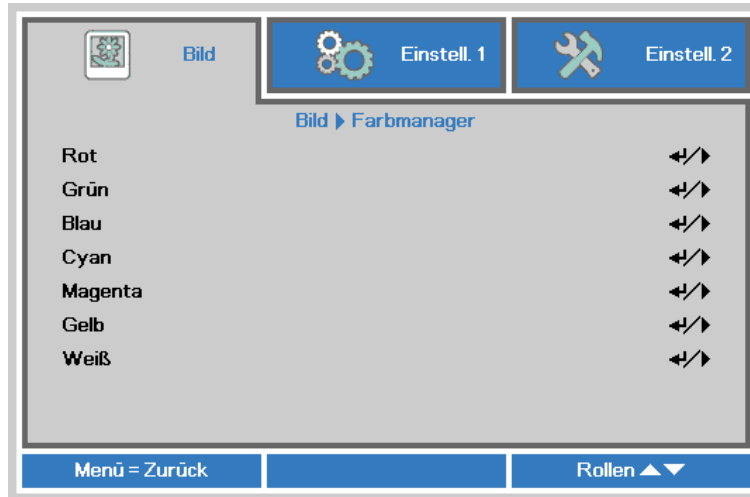 Bild
Einstell. 1
Einstell. 2
Bild ▶ Farbmanager
Rot ↵/▶
Grün ↵/▶
Blau ↵/▶
Cyan ↵/▶
Magenta ↵/▶
Gelb ↵/▶
Weiß ↵/▶
Menü = Zurück
Rollen ▲▼